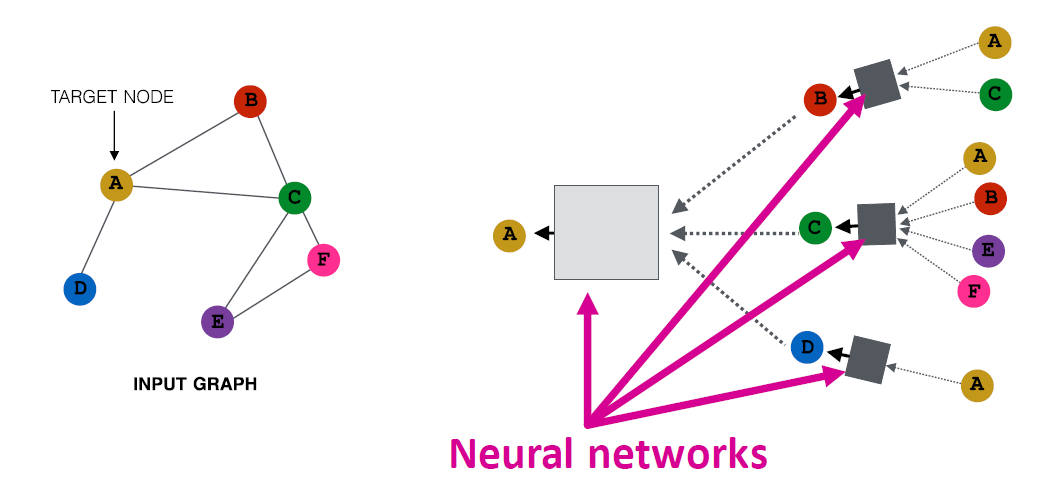 TARGET NODE
B
A
C
F
D
E
INPUT GRAPH
A
B
A
C
C
A
B
E
F
D
A
Neural networks